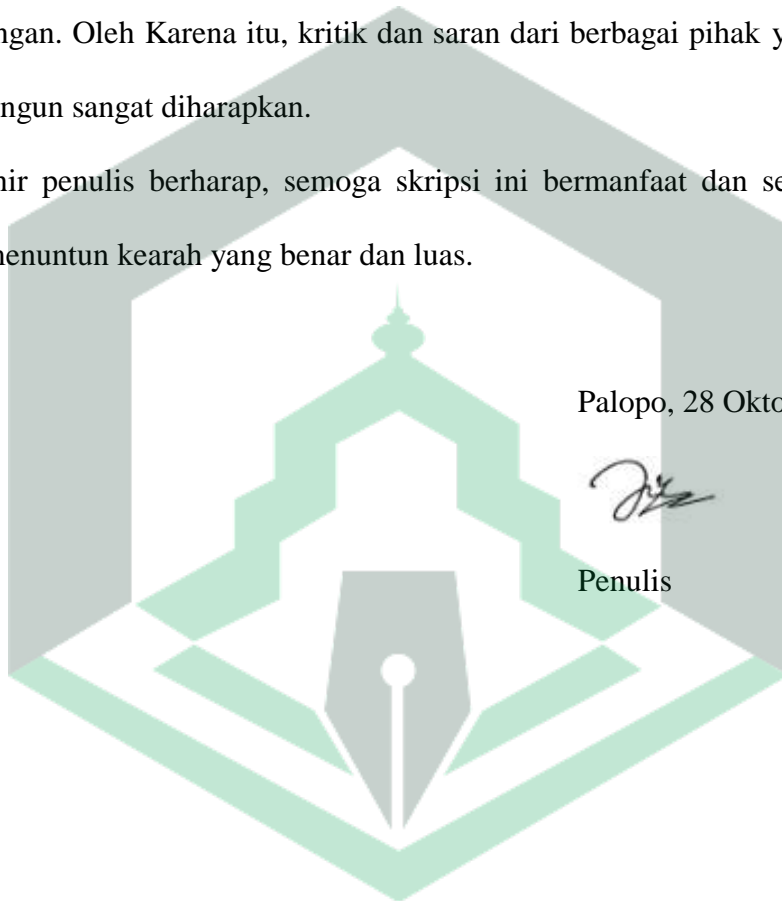 ngan. Oleh Karena itu, kritik dan saran dari berbagai pihak y
ngun sangat diharapkan.
hir penulis berharap, semoga skripsi ini bermanfaat dan se
nenuntun kearah yang benar dan luas.
Palopo, 28 Okto
Penulis